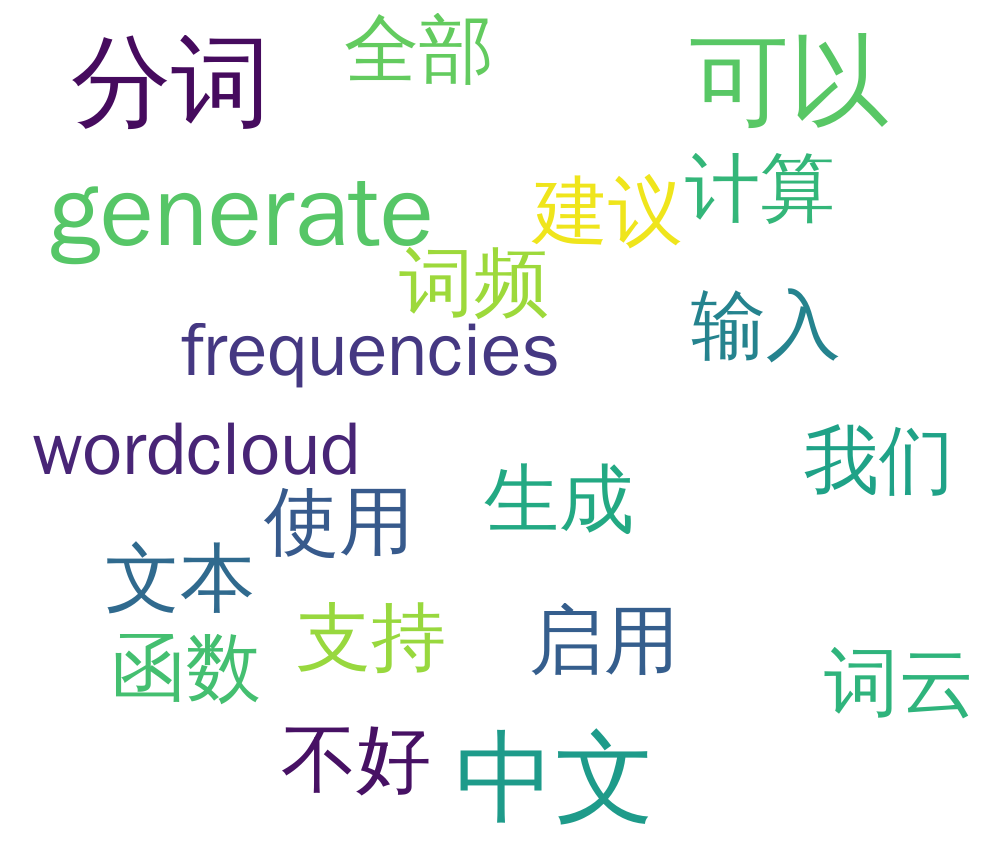 分词
全部
可以
generate
建议
计算
词频
输入
frequencies
wordcloud
我们
使用
生成
文本
支持
启用
函数
词云
不好
中文